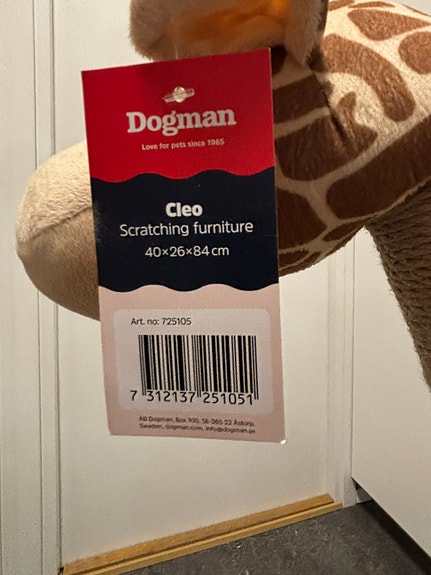 Dogman
Love for pets since 1965
Cleo
Scratching furniture
40×26×84 cm
Art. no: 725105
7 312137 251051
AB Dogman, Box 100, SE-265 22 Åstorp,
Sweden, dogman.com, info@dogman.se